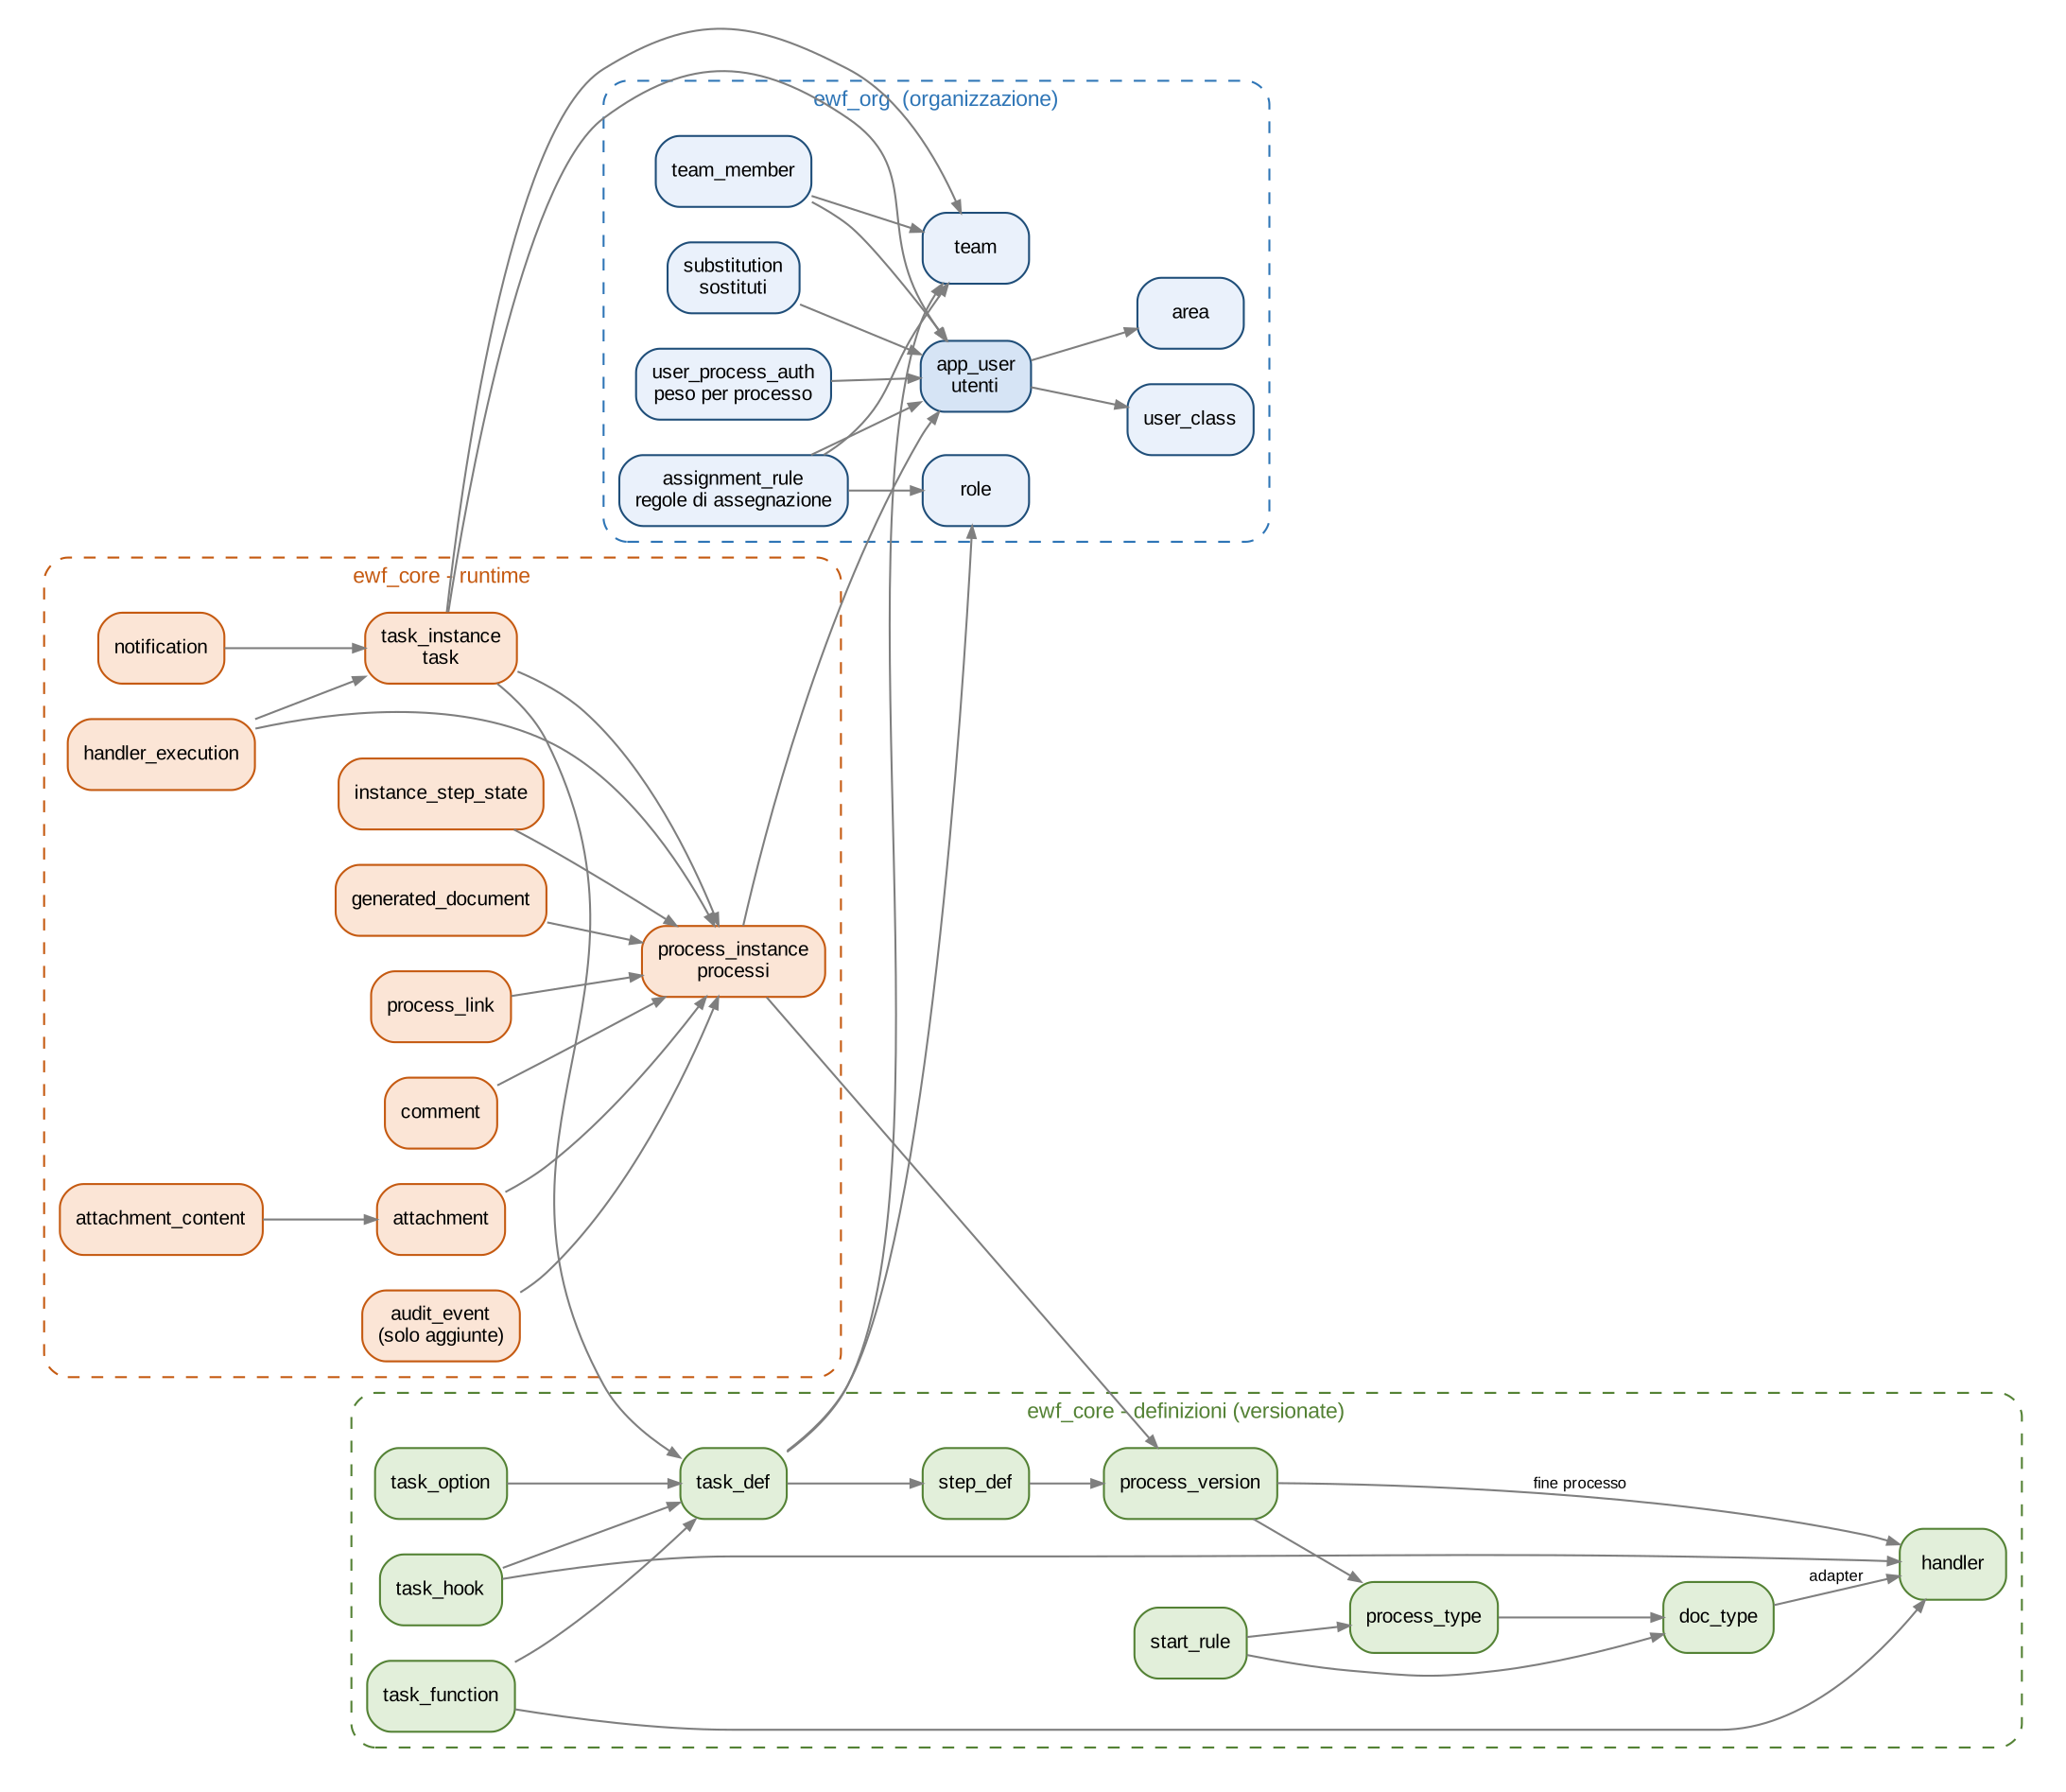 ewf_org  (organizzazione)
team_member
team
substitution
sostituti
area
user_process_auth
peso per processo
app_user
utenti
user_class
assignment_rule
regole di assegnazione
role
ewf_core - runtime
notification
task_instance
task
handler_execution
instance_step_state
generated_document
process_instance
processi
process_link
comment
attachment_content
attachment
audit_event
(solo aggiunte)
ewf_core - definizioni (versionate)
task_option
task_def
step_def
process_version
fine processo
handler
task_hook
adapter
process_type
doc_type
start_rule
task_function